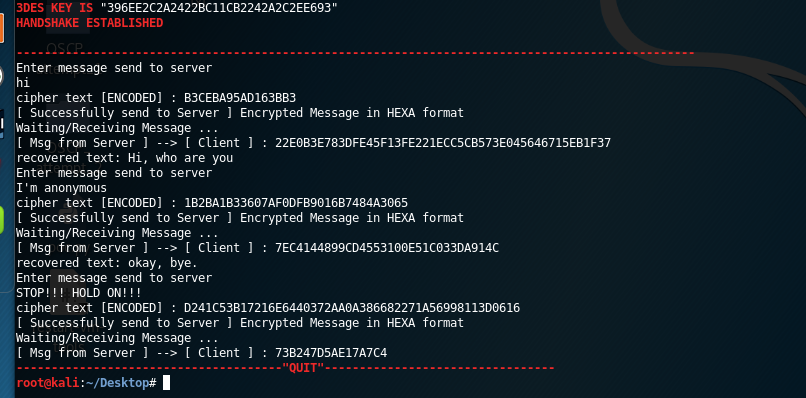 3DES KEY IS "396EE2C2A2422BC11CB2242A2C2EE693"
HANDSHAKE ESTABLISHED
-------------------------------------------------------------------------------------------------
Enter message send to server
hi
cipher text [ENCODED] : B3CEBA95AD163BB3
[ Successfully send to Server ] Encrypted Message in HEXA format
Waiting/Receiving Message ...
[ Msg from Server ] --> [ Client ] : 22E0B3E783DFE45F13FE221ECC5CB573E045646715EB1F37
recovered text: Hi, who are you
Enter message send to server
I'm anonymous
cipher text [ENCODED] : 1B2BA1B33607AF0DFB9016B7484A3065
[ Successfully send to Server ] Encrypted Message in HEXA format
Waiting/Receiving Message ...
[ Msg from Server ] --> [ Client ] : 7EC4144899CD4553100E51C033DA914C
recovered text: okay, bye.
Enter message send to server
STOP!!! HOLD ON!!!
cipher text [ENCODED] : D241C53B17216E6440372AA0A386682271A56998113D0616
[ Successfully send to Server ] Encrypted Message in HEXA format
Waiting/Receiving Message ...
[ Msg from Server ] --> [ Client ] : 73B247D5AE17A7C4
--------------------------------------"QUIT"---------------------------------
root@kali:~/Desktop#